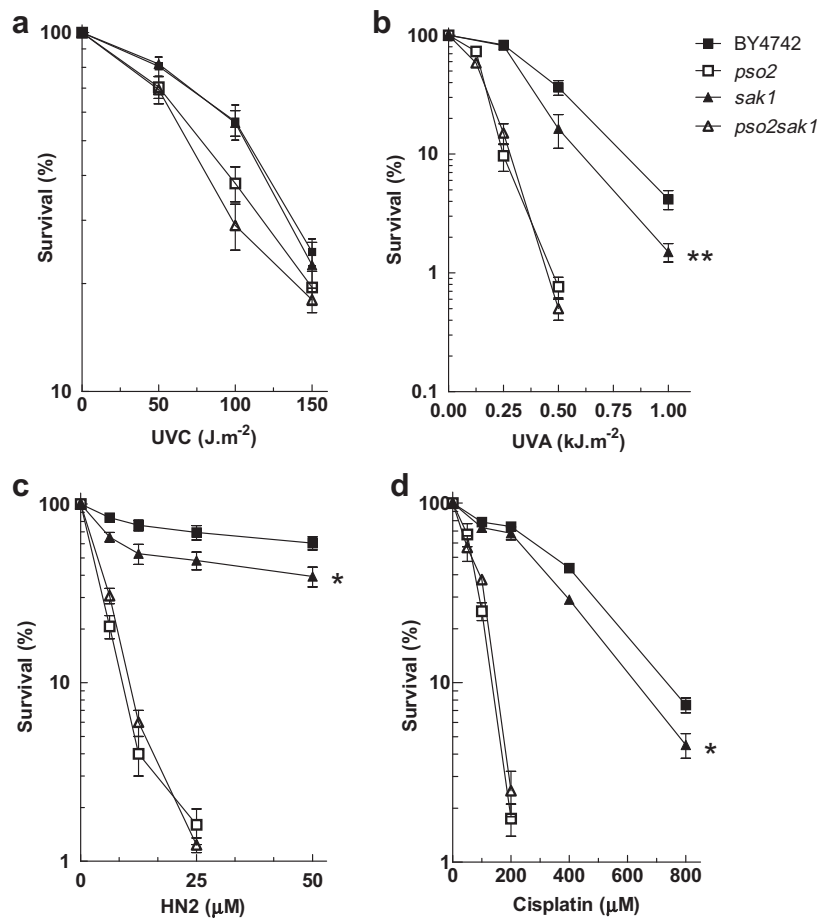 a
100
10
Survival (%)
0
50
100
150
UVC (J.m-2)
b
100
10
1
0.1
Survival (%)
0.00
0.25
0.50
0.75
1.00
UVA (kJ.m-2)
**
BY4742
pso2
sak1
pso2sak1
c
100
10
1
Survival (%)
0
25
50
HN2 (μM)
*
d
100
10
1
Survival (%)
0
200
400
600
800
Cisplatin (μM)
*